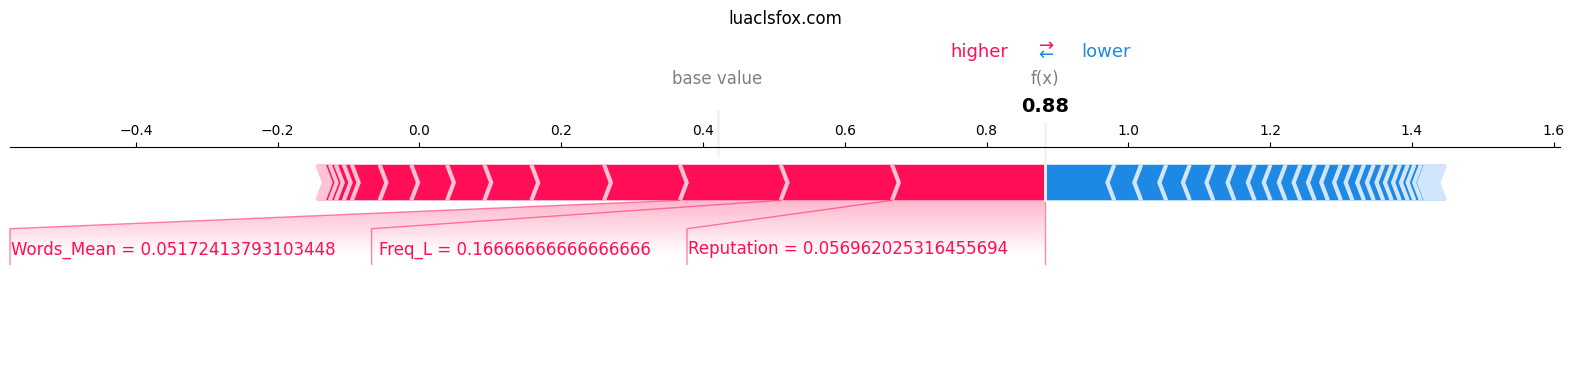 luaclsfox.com
higher ⇄ lower
base value f(x)
0.88
−0.4 −0.2 0.0 0.2 0.4 0.6 0.8 1.0 1.2 1.4 1.6
Words_Mean = 0.05172413793103448 Freq_L = 0.16666666666666666 Reputation = 0.056962025316455694